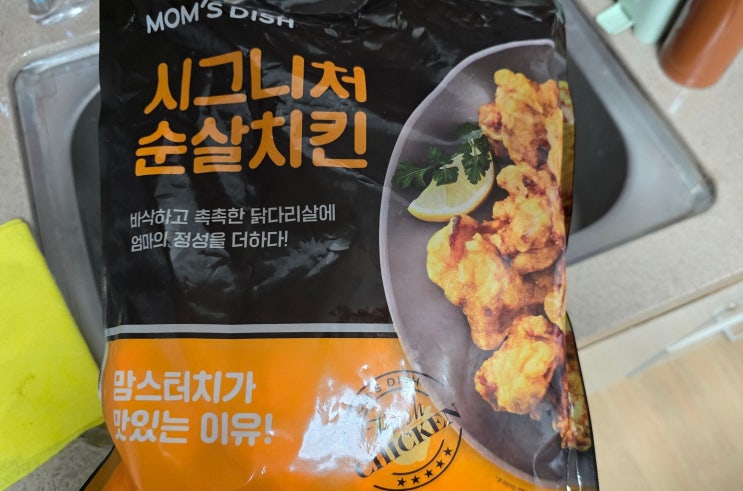 MOM'S DISH
시그니처
순살치킨
바삭하고 촉촉한 닭다리살에
엄마의 정성을 더하다!
맘스터치가
맛있는 이유!
S DISH
Fresh
CHICKEN